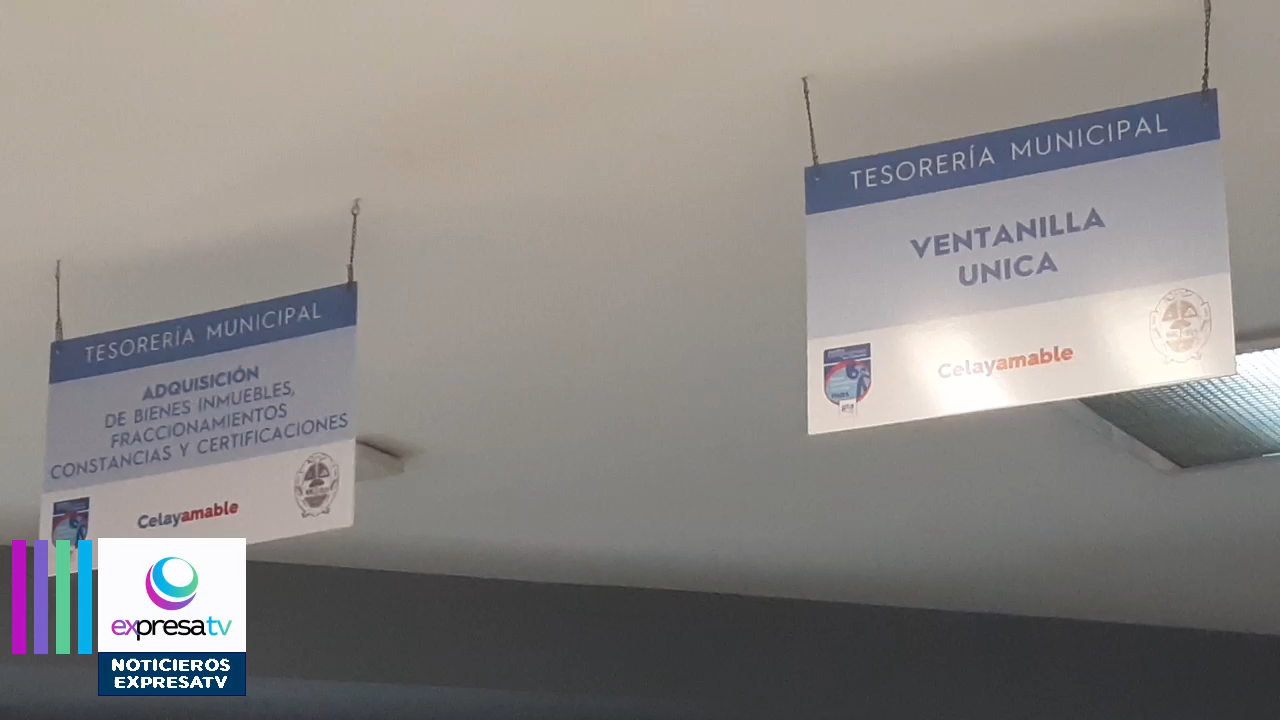 TESORERÍA MUNICIPAL
ADQUISICIÓN
DE BIENES INMUEBLES,
FRACCIONAMIENTOS
CONSTANCIAS Y CERTIFICACIONES
Celayamable
TESORERÍA MUNICIPAL
VENTANILLA
UNICA
Celayamable
expresatv
NOTICIEROS
EXPRESATV